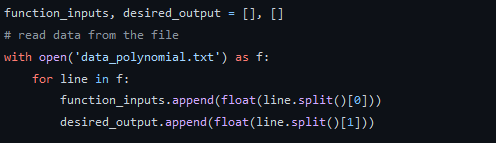 function_inputs, desired_output = [], []
# read data from the file
with open('data_polynomial.txt') as f:
    for line in f:
        function_inputs.append(float(line.split()[0]))
        desired_output.append(float(line.split()[1]))